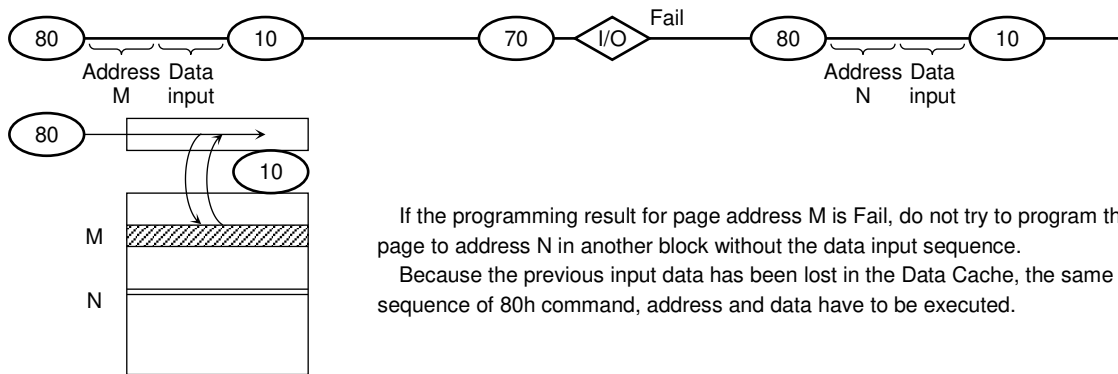 80 10 70 I/O Fail 80 10
Address Data Address Data
M input N input
80
10
If the programming result for page address M is Fail, do not try to program the
M page to address N in another block without the data input sequence.
Because the previous input data has been lost in the Data Cache, the same
N sequence of 80h command, address and data have to be executed.